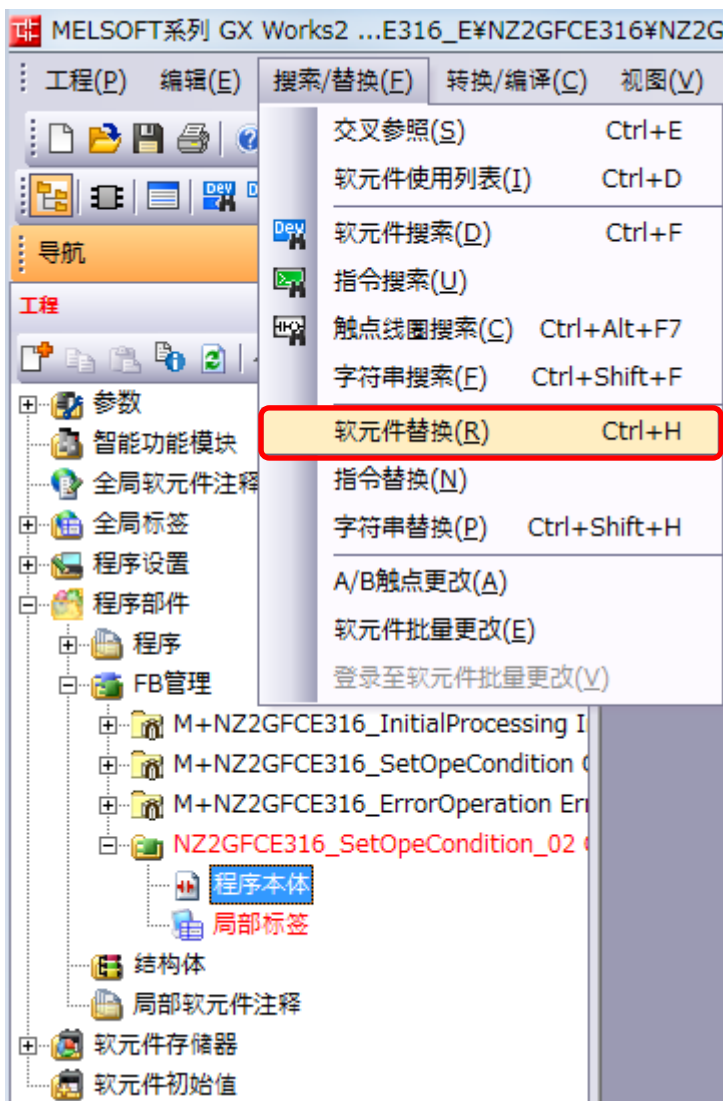 MELSOFT系列 GX Works2 ...E316_E¥NZ2GFCE316¥NZ2G
工程(P) 编辑(E) 搜索/替换(F) 转换/编译(C) 视图(V)
交叉参照(S) Ctrl+E
软元件使用列表(I) Ctrl+D
Dev 软元件搜索(D) Ctrl+F
指令搜索(U)
触点线圈搜索(C) Ctrl+Alt+F7
字符串搜索(F) Ctrl+Shift+F
软元件替换(R) Ctrl+H
指令替换(N)
字符串替换(P) Ctrl+Shift+H
A/B触点更改(A)
软元件批量更改(E)
登录至软元件批量更改(V)
Dev
导航
工程
参数
智能功能模块
全局软元件注释
全局标签
程序设置
程序部件
程序
FB管理
M+NZ2GFCE316_InitialProcessing
M+NZ2GFCE316_SetOpeCondition
M+NZ2GFCE316_ErrorOperation
NZ2GFCE316_SetOpeCondition_02
程序本体
局部标签
结构体
局部软元件注释
软元件存储器
软元件初始值